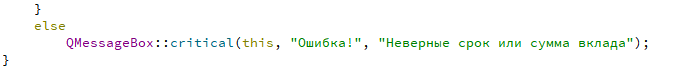 }
else
QMessageBox::critical(this, "Ошибка!", "Неверные срок или сумма вклада");
}